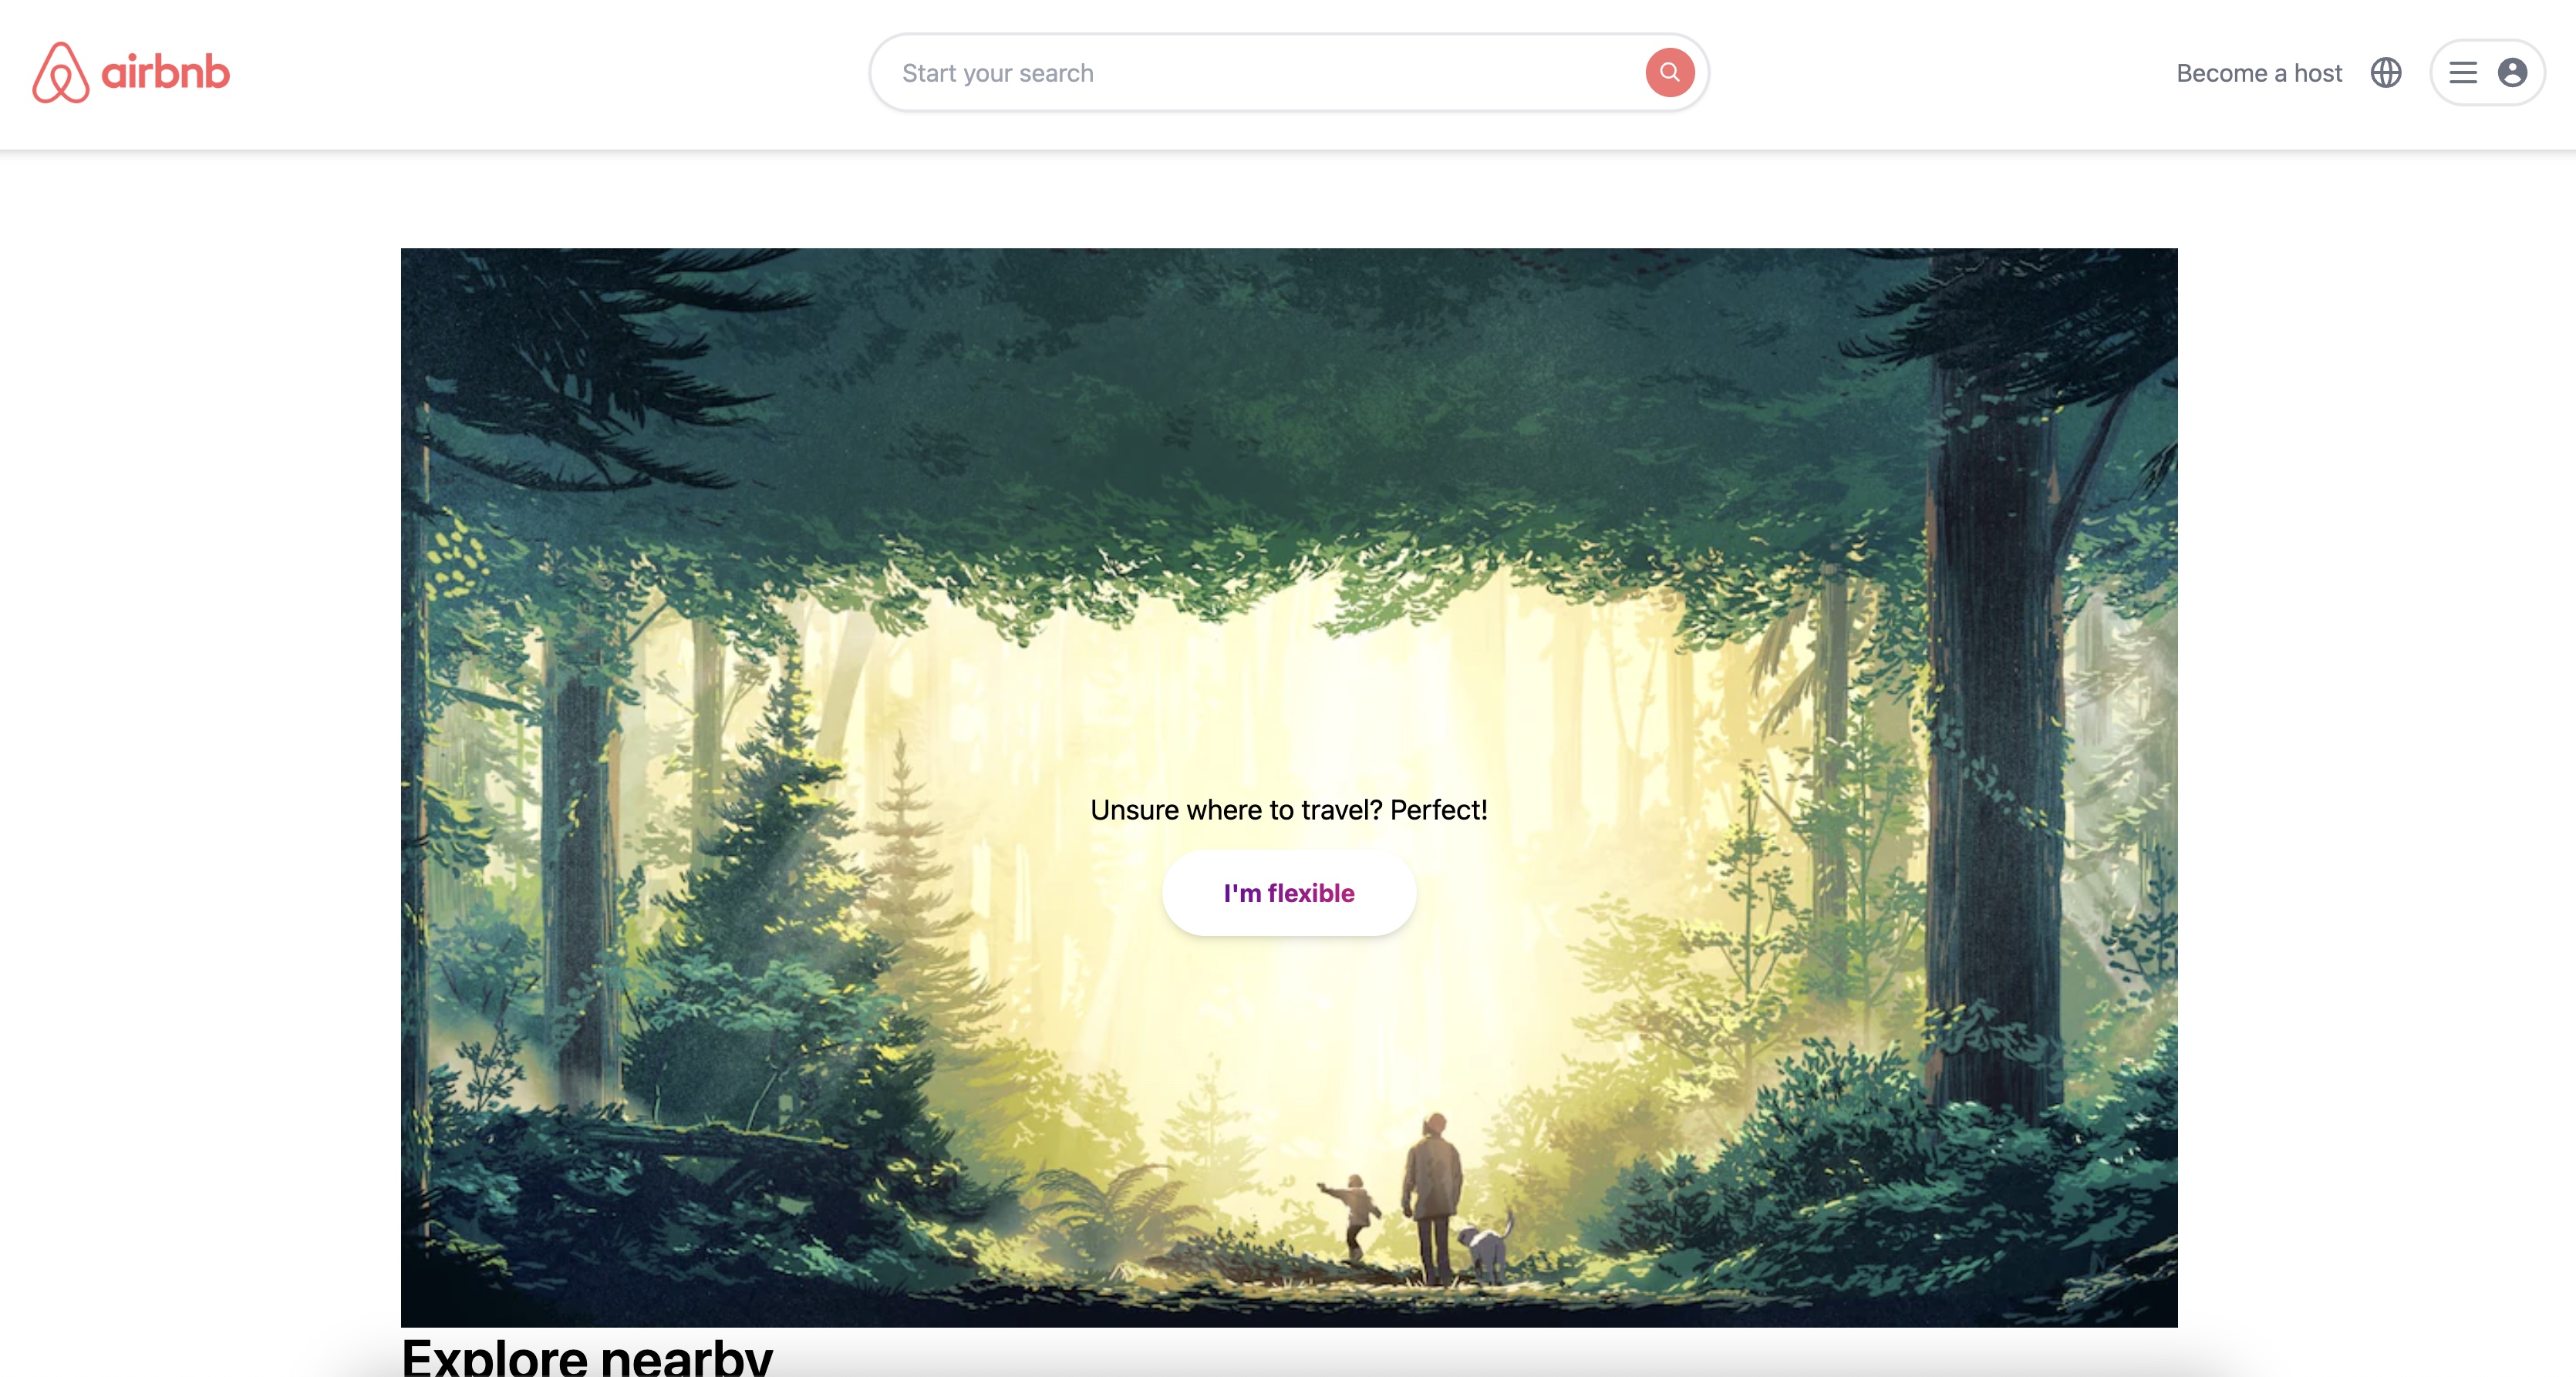 airbnb
Start your search
Become a host
Unsure where to travel? Perfect!
I'm flexible
Explore nearby